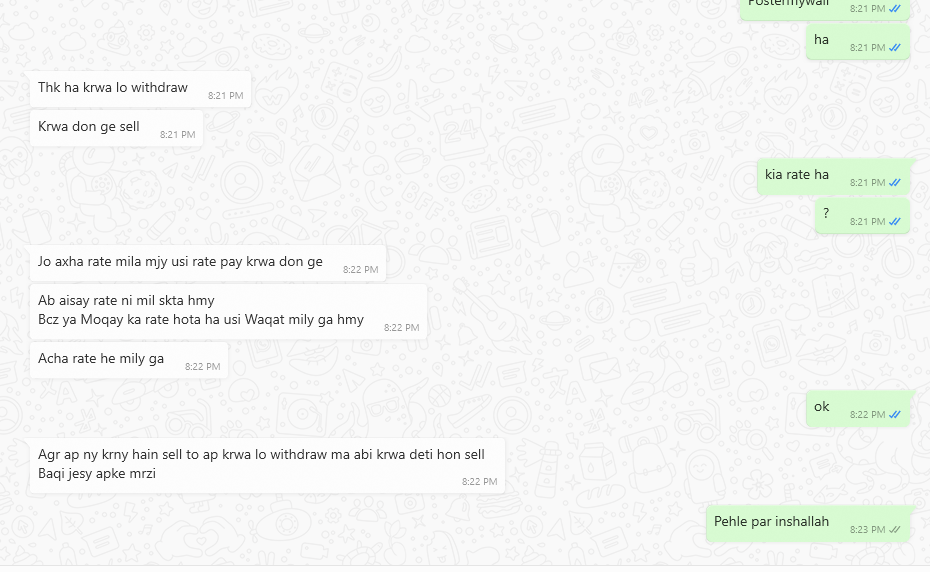 Postermywall
8:21 PM
ha
8:21 PM
Thk ha krwa lo withdraw
8:21 PM
Krwa don ge sell
8:21 PM
kia rate ha
8:21 PM
?
8:21 PM
Jo axha rate mila mjy usi rate pay krwa don ge
8:22 PM
Ab aisay rate ni mil skta hmy
Bcz ya Moqay ka rate hota ha usi Waqat mily ga hmy
8:22 PM
Acha rate he mily ga
8:22 PM
ok
8:22 PM
Agr ap ny krny hain sell to ap krwa lo withdraw ma abi krwa deti hon sell
Baqi jesy apke mrzi
8:22 PM
Pehle par inshallah
8:23 PM